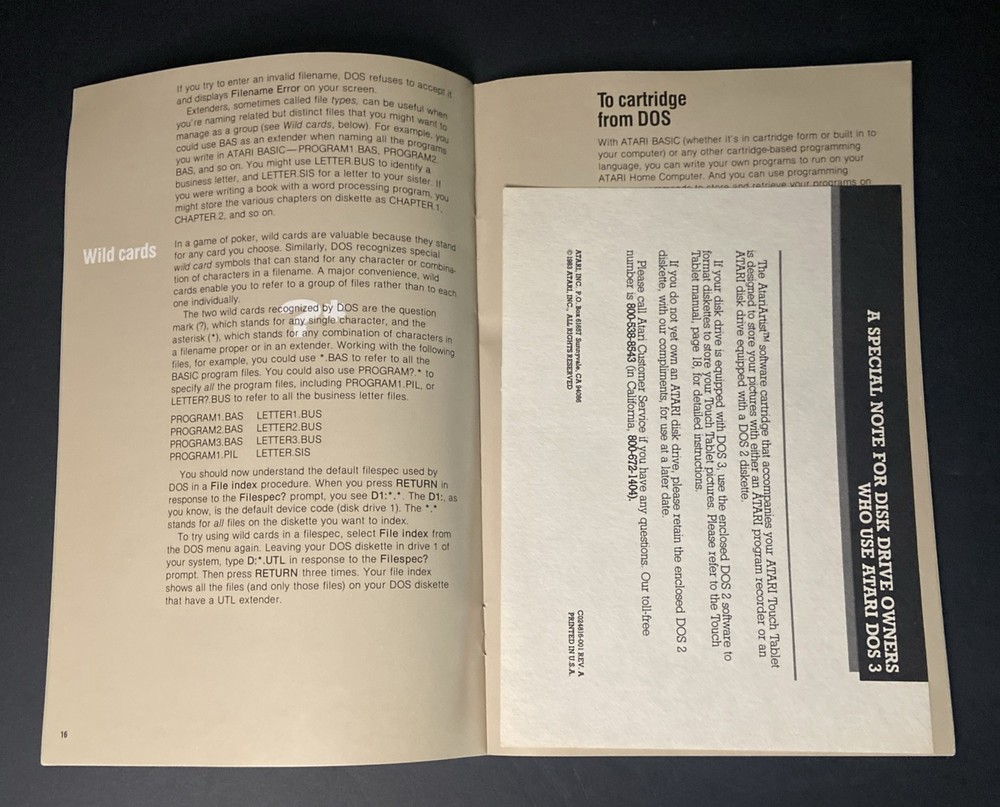 If you try to enter an invalid filename, DOS refuses to accept it
and displays Filename Error on your screen.
Extenders, sometimes called file types, can be useful when
you're naming related but distinct files that you might want to
manage as a group (see Wild cards, below). For example, you
could use BAS as an extender when naming all the programs
you write in ATARI BASIC—PROGRAM1.BAS, PROGRAM2.
BAS, and so on. You might use LETTER.BUS to identify a
business letter, and LETTER.SIS for a letter to your sister. If
you were writing a book with a word processing program, you
might store the various chapters on diskette as CHAPTER.1,
CHAPTER.2, and so on.
Wild cards
In a game of poker, wild cards are valuable because they stand
for any card you choose. Similarly, DOS recognizes special
wild card symbols that can stand for any character or combina-
tion of characters in a filename. A major convenience, wild
cards enable you to refer to a group of files rather than to each
one individually.
The two wild cards recognized by DOS are the question
mark (?), which stands for any single character, and the
asterisk (*), which stands for any combination of characters in
a filename proper or in an extender. Working with the following
files, for example, you could use *.BAS to refer to all the
BASIC program files. You could also use PROGRAM?.* to
specify all the program files, including PROGRAM1.PIL, or
LETTER?.BUS to refer to all the business letter files.
PROGRAM1.BAS LETTER1.BUS
PROGRAM2.BAS LETTER2.BUS
PROGRAM3.BAS LETTER3.BUS
PROGRAM1.PIL LETTER.SIS
You should now understand the default filespec used by
DOS in a File index procedure. When you press RETURN in
response to the Filespec? prompt, you see D1:*.*. The D1:, as
you know, is the default device code (disk drive 1). The *.*
stands for all files on the diskette you want to index.
To try using wild cards in a filespec, select File index from
the DOS menu again. Leaving your DOS diskette in drive 1 of
your system, type D:*.UTL in response to the Filespec?
prompt. Then press RETURN three times. Your file index
shows all the files (and only those files) on your DOS diskette
that have a UTL extender.
16
To cartridge
from DOS
With ATARI BASIC (whether it's in cartridge form or built in to
your computer) or any other cartridge-based programming
language, you can write your own programs to run on your
ATARI Home Computer. And you can use programming
to store and retrieve your programs on
A SPECIAL NOTE FOR DISK DRIVE OWNERS
WHO USE ATARI DOS 3
The AtariArtist™ software cartridge that accompanies your ATARI Touch Tablet
is designed to store your pictures with either an ATARI program recorder or an
ATARI disk drive equipped with a DOS 2 diskette.
If your disk drive is equipped with DOS 3, use the enclosed DOS 2 software to
format diskettes to store your Touch Tablet pictures. Please refer to the Touch
Tablet manual, page 18, for detailed instructions.
If you do not yet own an ATARI disk drive, please retain the enclosed DOS 2
diskette, with our compliments, for use at a later date.
Please call Atari Customer Service if you have any questions. Our toll-free
number is 800-538-8543 (in California, 800-672-1404).
ATARI, INC. P.O. Box 61657 Sunnyvale, CA 94086
© 1983 ATARI, INC., ALL RIGHTS RESERVED
C024816-001 REV. A
PRINTED IN U.S.A.